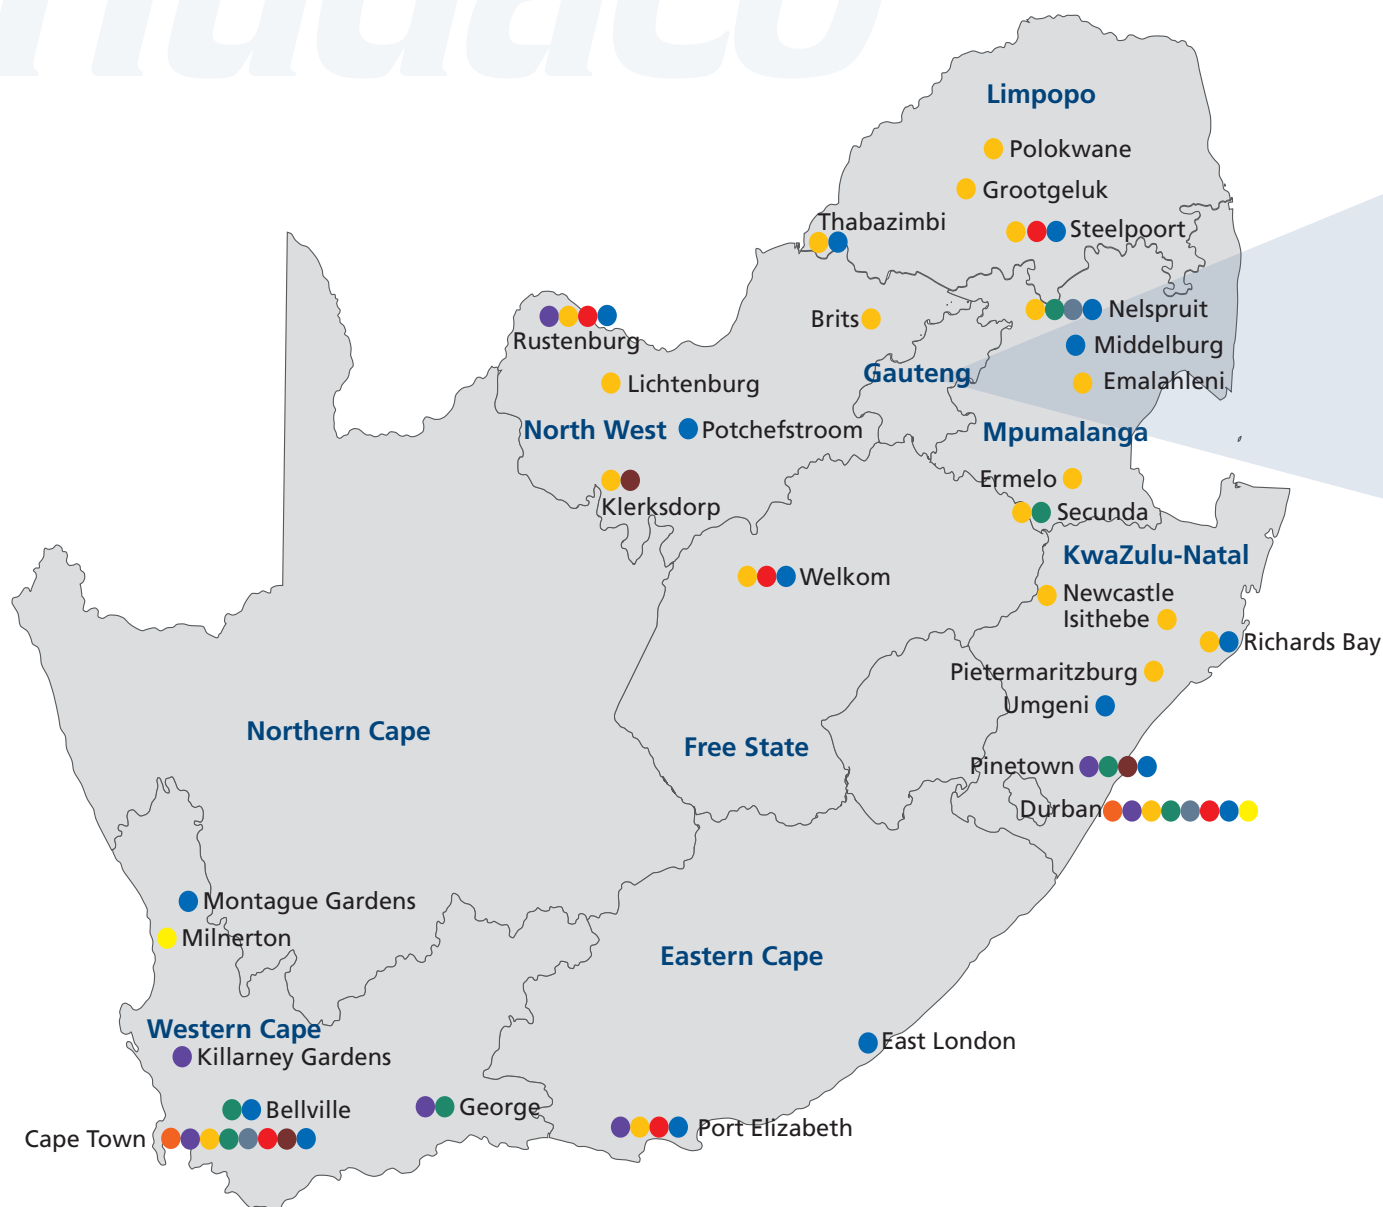 Limpopo
Polokwane
Grootgeluk
Thabazimbi
Steelpoort
Nelspruit
Brits
Rustenburg
Middelburg
Gauteng
Emalahleni
Lichtenburg
North West
Potchefstroom
Mpumalanga
Ermelo
Klerksdorp
Secunda
KwaZulu-Natal
Welkom
Newcastle
Isithebe
Richards Bay
Pietermaritzburg
Umgeni
Northern Cape
Free State
Pinetown
Durban
Montague Gardens
Milnerton
Eastern Cape
Western Cape
East London
Killarney Gardens
Bellville
George
Port Elizabeth
Cape Town